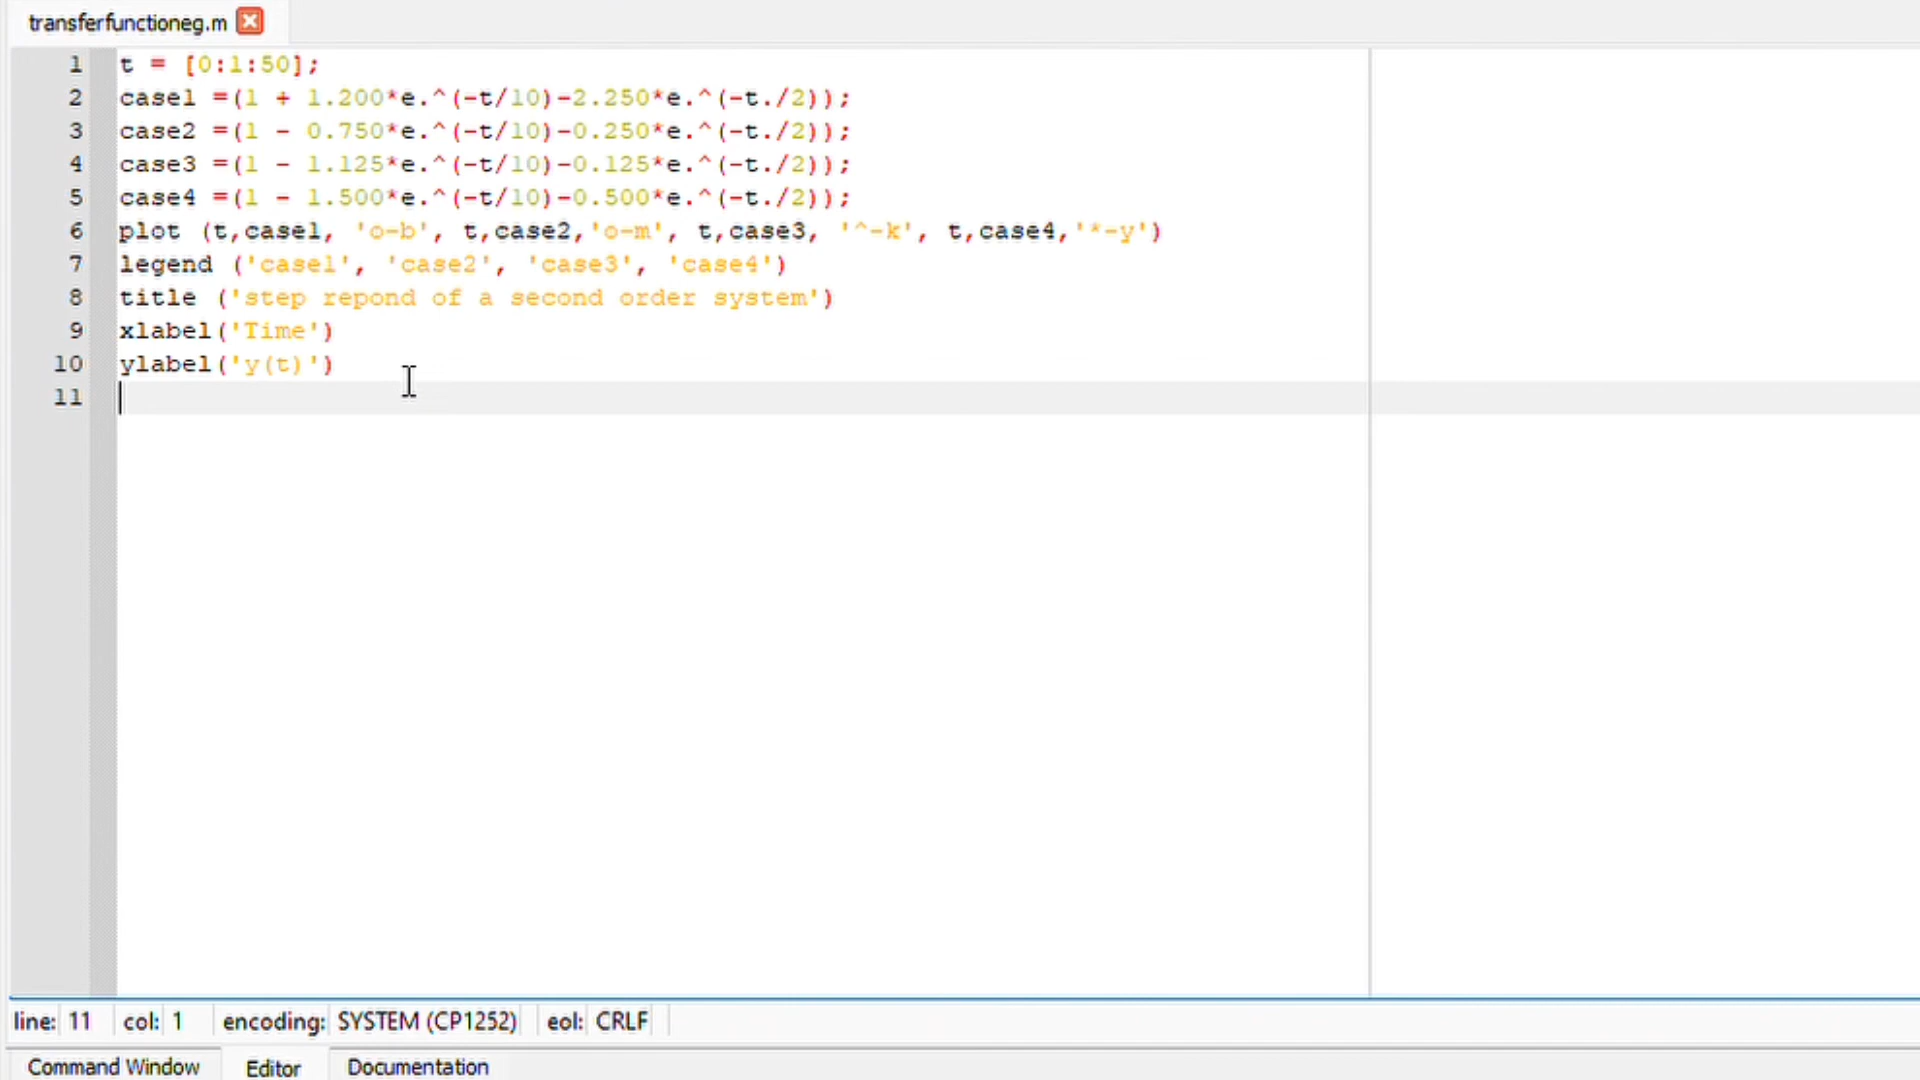 transferfunctioneg.m
1 t = [0:1:50];
2 case1 =(1 + 1.200*e.^(-t/10)-2.250*e.^(-t./2));
3 case2 =(1 - 0.750*e.^(-t/10)-0.250*e.^(-t./2));
4 case3 =(1 - 1.125*e.^(-t/10)-0.125*e.^(-t./2));
5 case4 =(1 - 1.500*e.^(-t/10)-0.500*e.^(-t./2));
6 plot (t,case1, 'o-b', t,case2,'o-m', t,case3, '^-k', t,case4,'*-y')
7 legend ('case1', 'case2', 'case3', 'case4')
8 title ('step repond of a second order system')
9 xlabel('Time')
10 ylabel('y(t)')
11
line: 11 col: 1 encoding: SYSTEM (CP1252) eol: CRLF
Command Window Editor Documentation